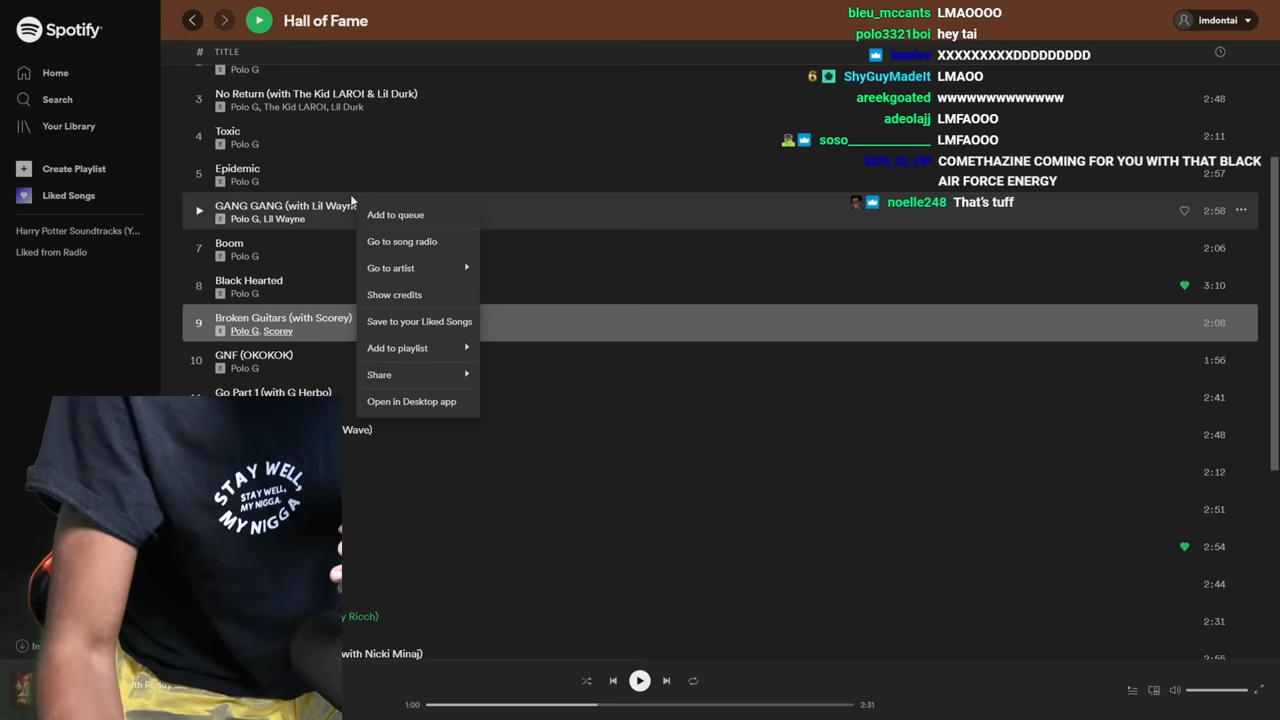 Spotify
Home
Search
Your Library
Create Playlist
Liked Songs
Harry Potter Soundtracks (Y...
Liked from Radio
Hall of Fame
imdontai
# TITLE
E Polo G
3 No Return (with The Kid LAROI & Lil Durk) 2:48
E Polo G, The Kid LAROI, Lil Durk
4 Toxic 2:11
E Polo G
5 Epidemic 2:57
E Polo G
GANG GANG (with Lil Wayn 2:58
E Polo G, Lil Wayne
7 Boom 2:06
E Polo G
8 Black Hearted 3:10
E Polo G
9 Broken Guitars (with Scorey) 2:08
E Polo G, Scorey
10 GNF (OKOKOK) 1:56
E Polo G
Go Part 1 (with G Herbo) 2:41
Wave) 2:48
2:12
2:51
2:54
2:44
y Ricch) 2:31
with Nicki Minaj)
Add to queue
Go to song radio
Go to artist
Show credits
Save to your Liked Songs
Add to playlist
Share
Open in Desktop app
bleu_mccants LMAOOOO
polo3321boi hey tai
XXXXXXXXXDDDDDDDDD
6 ShyGuyMadeIt LMAOO
areekgoated wwwwwwwwwwwww
adeolajj LMFAOOO
soso____________ LMFAOOO
COMETHAZINE COMING FOR YOU WITH THAT BLACK
AIR FORCE ENERGY
noelle248 That's tuff
STAY WELL,
STAY WELL,
MY NIGGA.
MY NIGGA
In
1:00 2:31